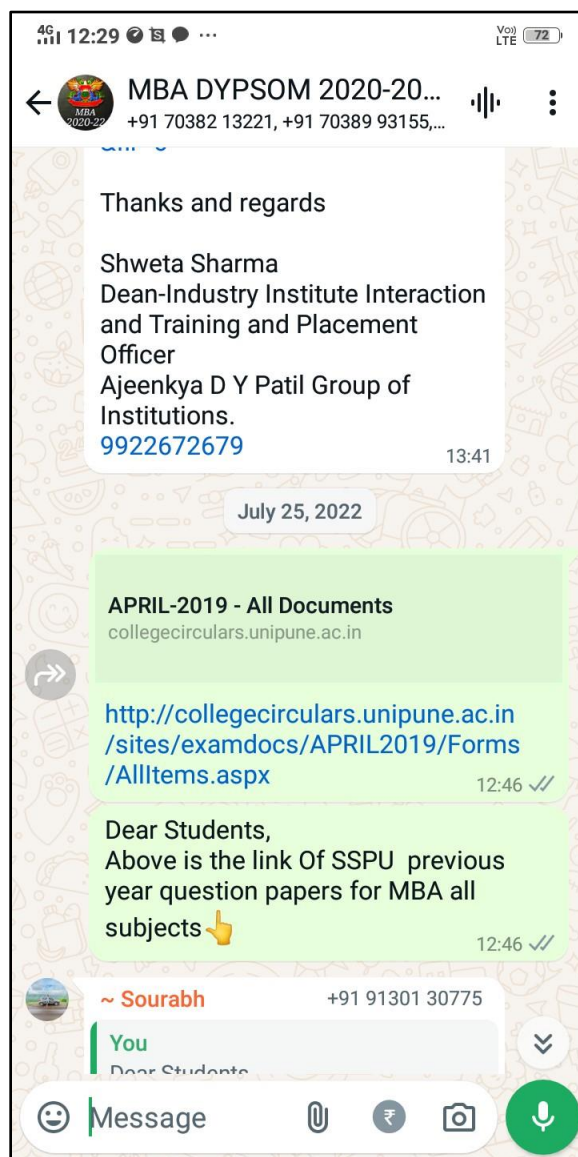 4G 12:29 ... Vo)) LTE 72
MBA DYPSOM 2020-20...
MBA
2020-22
+91 70382 13221, +91 70389 93155,...
Thanks and regards
Shweta Sharma
Dean-Industry Institute Interaction
and Training and Placement
Officer
Ajeenkya D Y Patil Group of
Institutions.
9922672679
13:41
July 25, 2022
APRIL-2019 - All Documents
collegecirculars.unipune.ac.in
http://collegecirculars.unipune.ac.in
/sites/examdocs/APRIL2019/Forms
/AllItems.aspx
12:46
Dear Students,
Above is the link Of SSPU previous
year question papers for MBA all
subjects👆
12:46
~ Sourabh +91 91301 30775
You
Dear Students
Message ₹